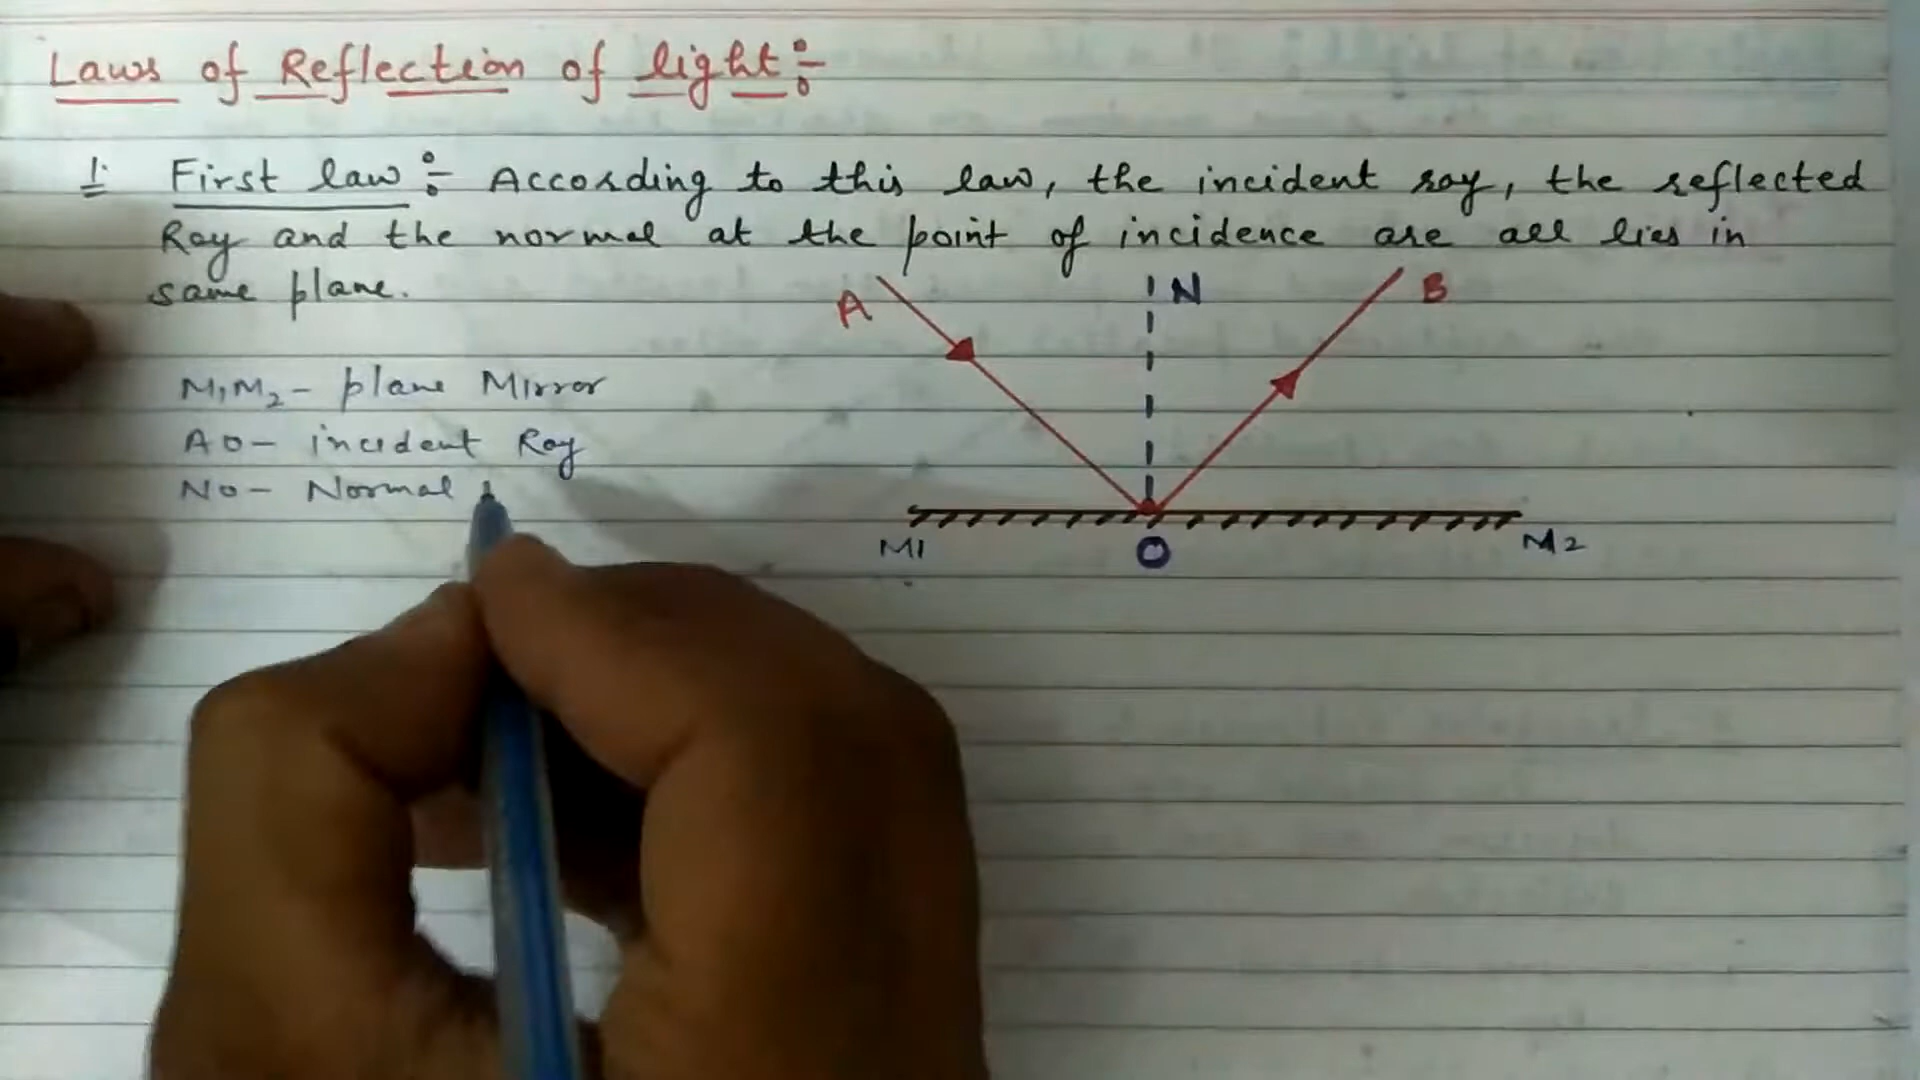 Laws of Reflection of light:-
1. First law:- According to this law, the incident ray, the reflected
Ray and the normal at the point of incidence are all lies in
same plane.
A
N
B
M1M2 - plane Mirror
AO- incident Ray
NO- Normal
M1
O
M2